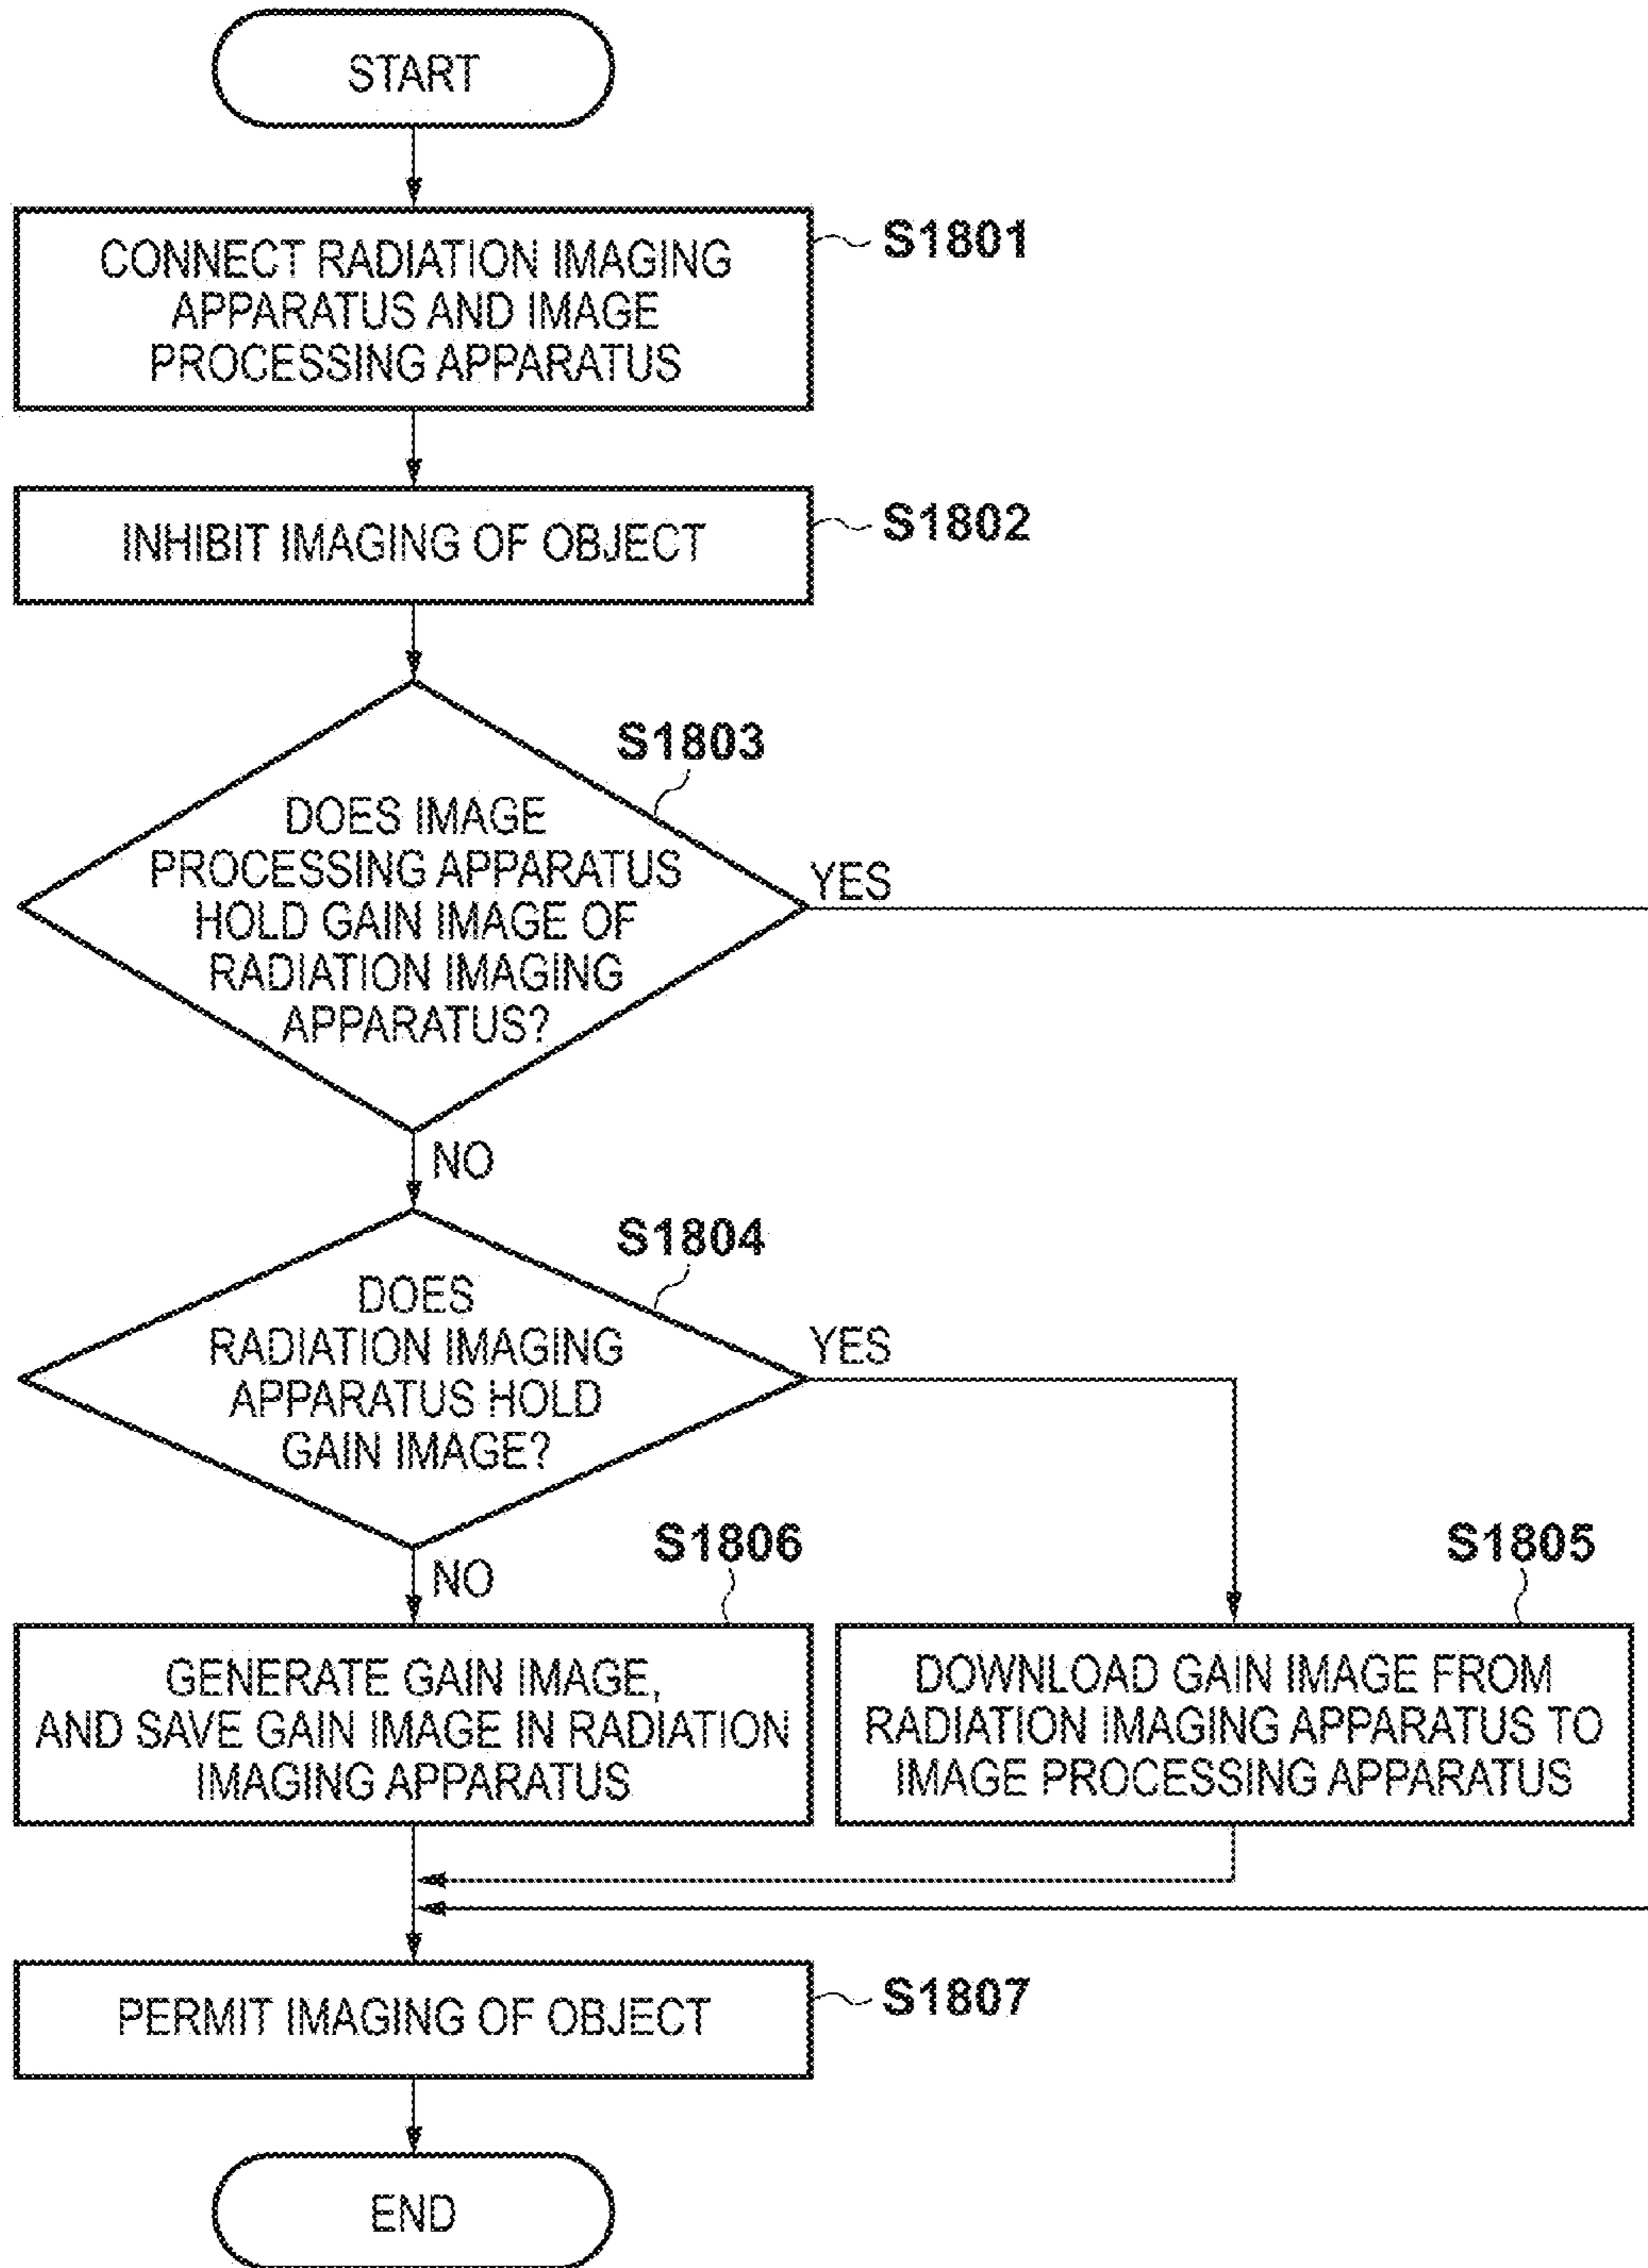 START
CONNECT RADIATION IMAGING
APPARATUS AND IMAGE
PROCESSING APPARATUS
S1801
INHIBIT IMAGING OF OBJECT
S1802
S1803
DOES IMAGE
PROCESSING APPARATUS
HOLD GAIN IMAGE OF
RADIATION IMAGING
APPARATUS?
YES
NO
S1804
DOES
RADIATION IMAGING
APPARATUS HOLD
GAIN IMAGE?
YES
NO
S1806
GENERATE GAIN IMAGE,
AND SAVE GAIN IMAGE IN RADIATION
IMAGING APPARATUS
S1805
DOWNLOAD GAIN IMAGE FROM
RADIATION IMAGING APPARATUS TO
IMAGE PROCESSING APPARATUS
PERMIT IMAGING OF OBJECT
S1807
END